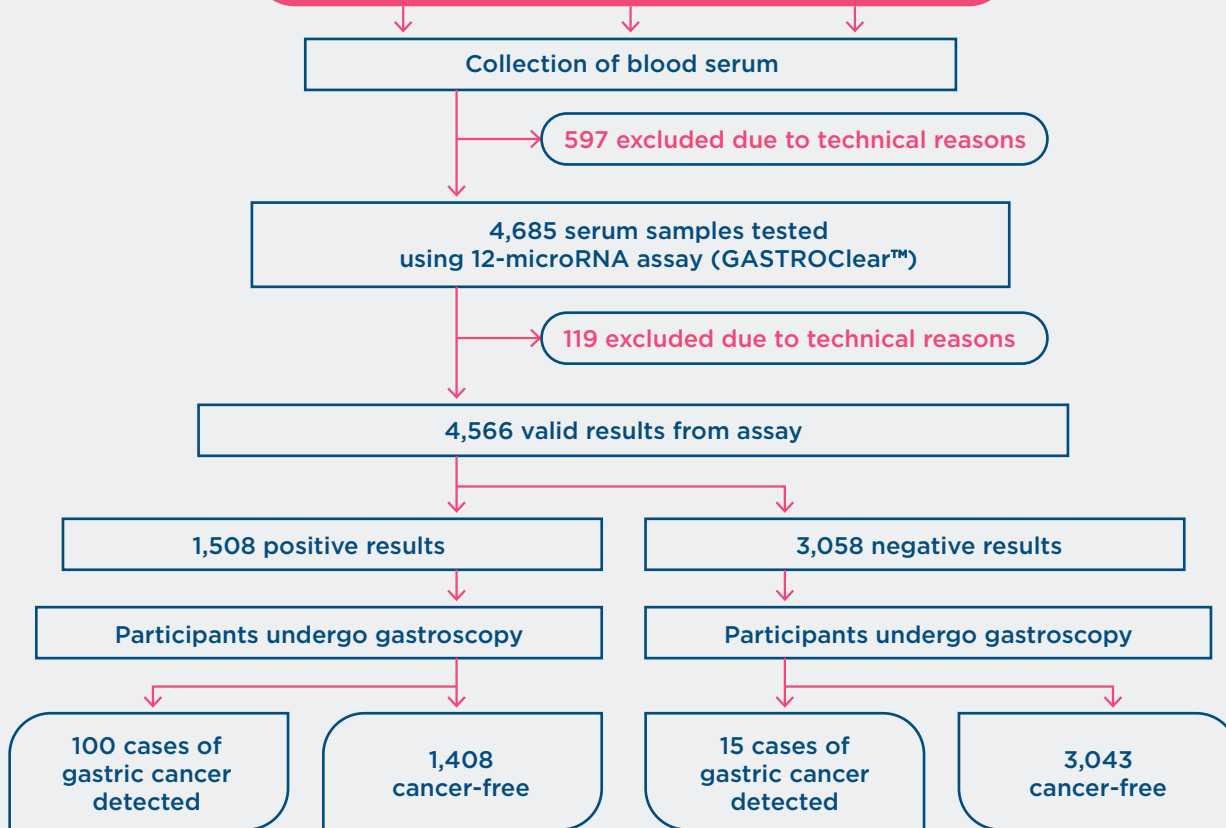 Collection of blood serum
597 excluded due to technical reasons
4,685 serum samples tested
using 12-microRNA assay (GASTROClear™)
119 excluded due to technical reasons
4,566 valid results from assay
1,508 positive results
3,058 negative results
Participants undergo gastroscopy
Participants undergo gastroscopy
100 cases of
gastric cancer
detected
1,408
cancer-free
15 cases of
gastric cancer
detected
3,043
cancer-free